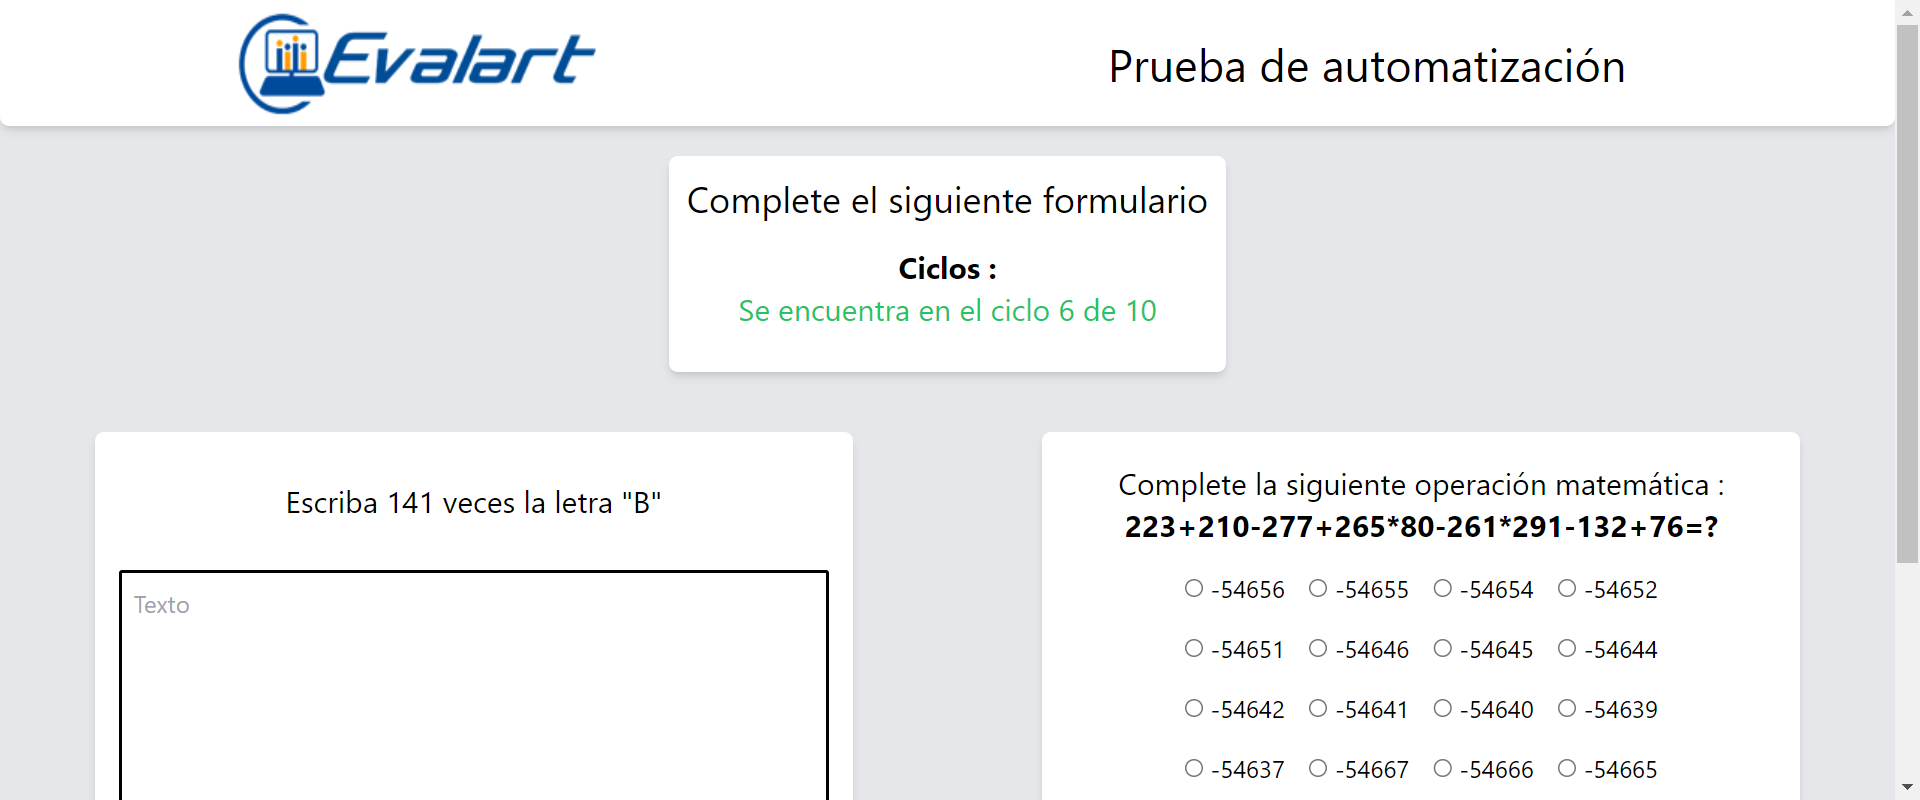 Evalart
Prueba de automatización
Complete el siguiente formulario
Ciclos :
Se encuentra en el ciclo 6 de 10
Escriba 141 veces la letra "B"
Texto
Complete la siguiente operación matemática :
223+210-277+265*80-261*291-132+76=?
-54656 -54655 -54654 -54652
-54651 -54646 -54645 -54644
-54642 -54641 -54640 -54639
-54637 -54667 -54666 -54665